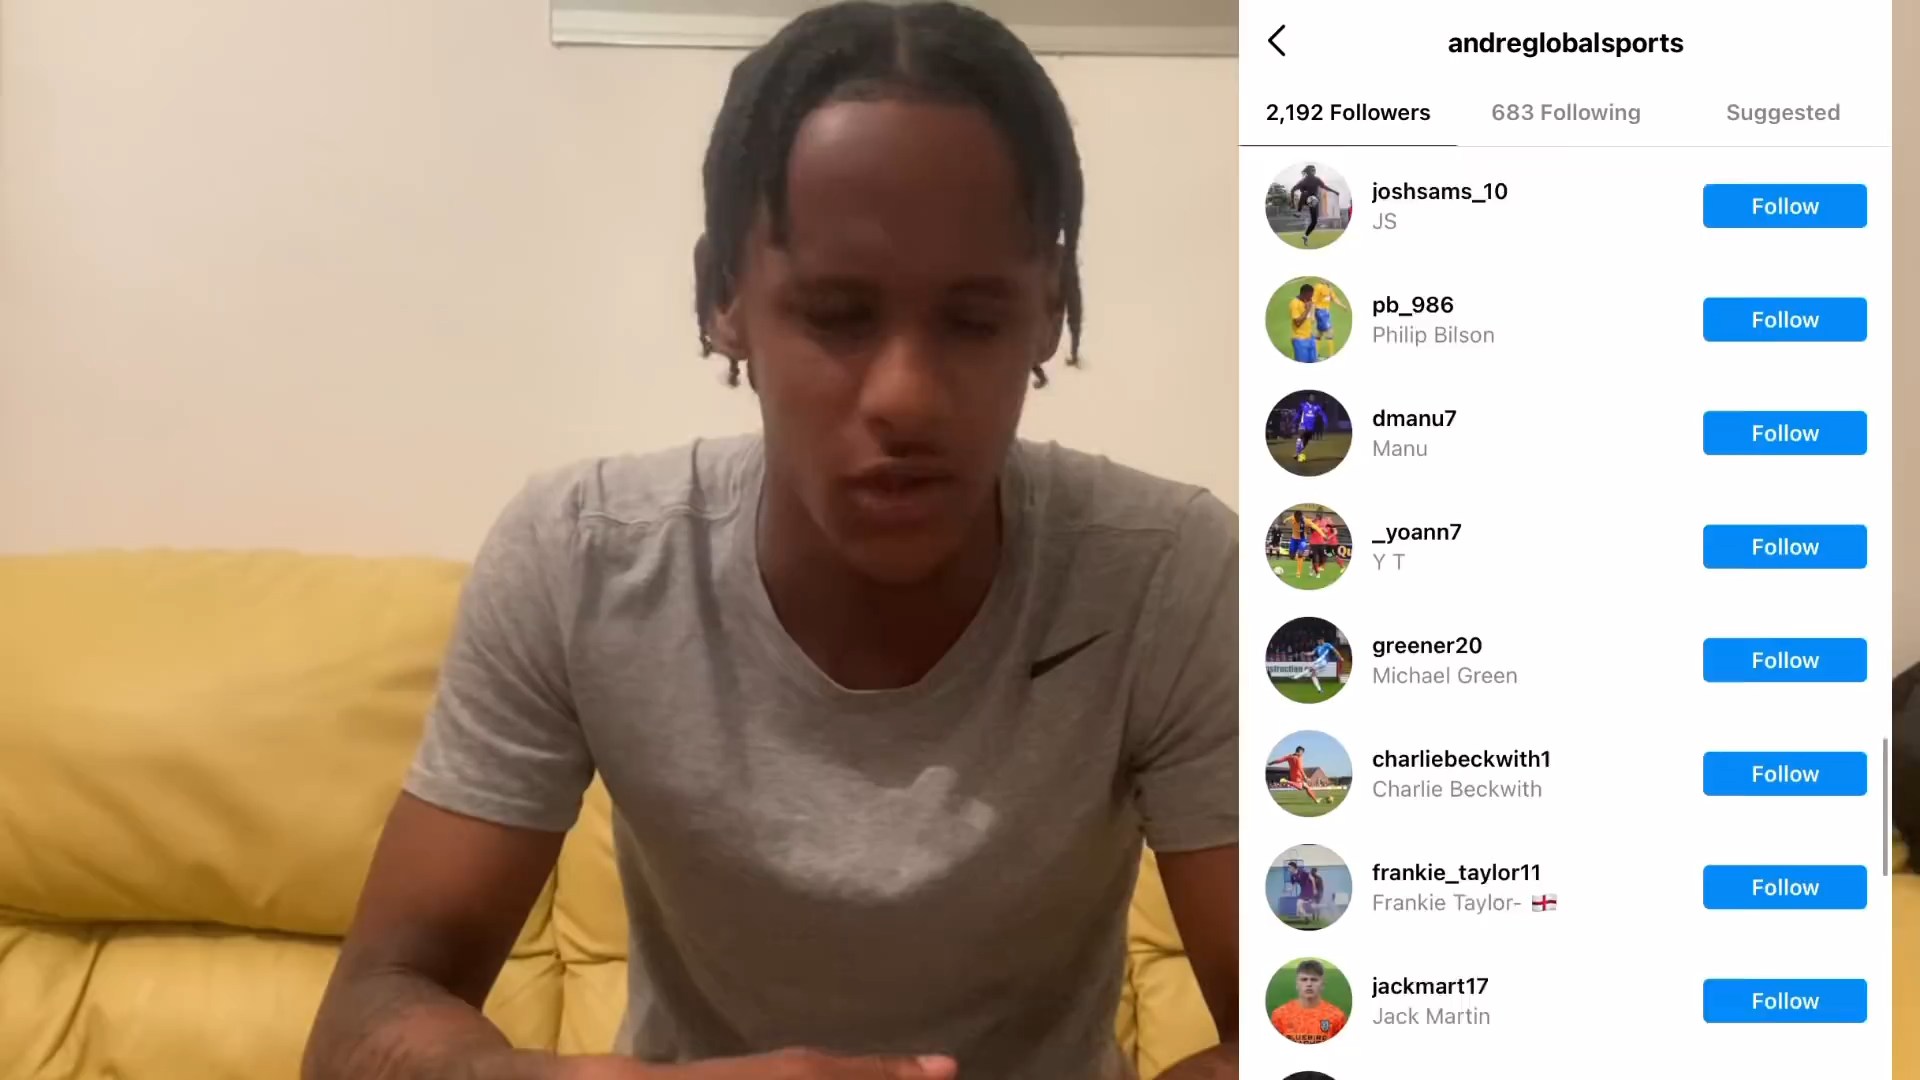 andreglobalsports
2,192 Followers
683 Following
Suggested
joshsams_10
JS
Follow
pb_986
Philip Bilson
Follow
dmanu7
Manu
Follow
_yoann7
Y T
Follow
greener20
Michael Green
Follow
charliebeckwith1
Charlie Beckwith
Follow
frankie_taylor11
Frankie Taylor- 🏴󠁧󠁢󠁥󠁮󠁧󠁿
Follow
jackmart17
Jack Martin
Follow